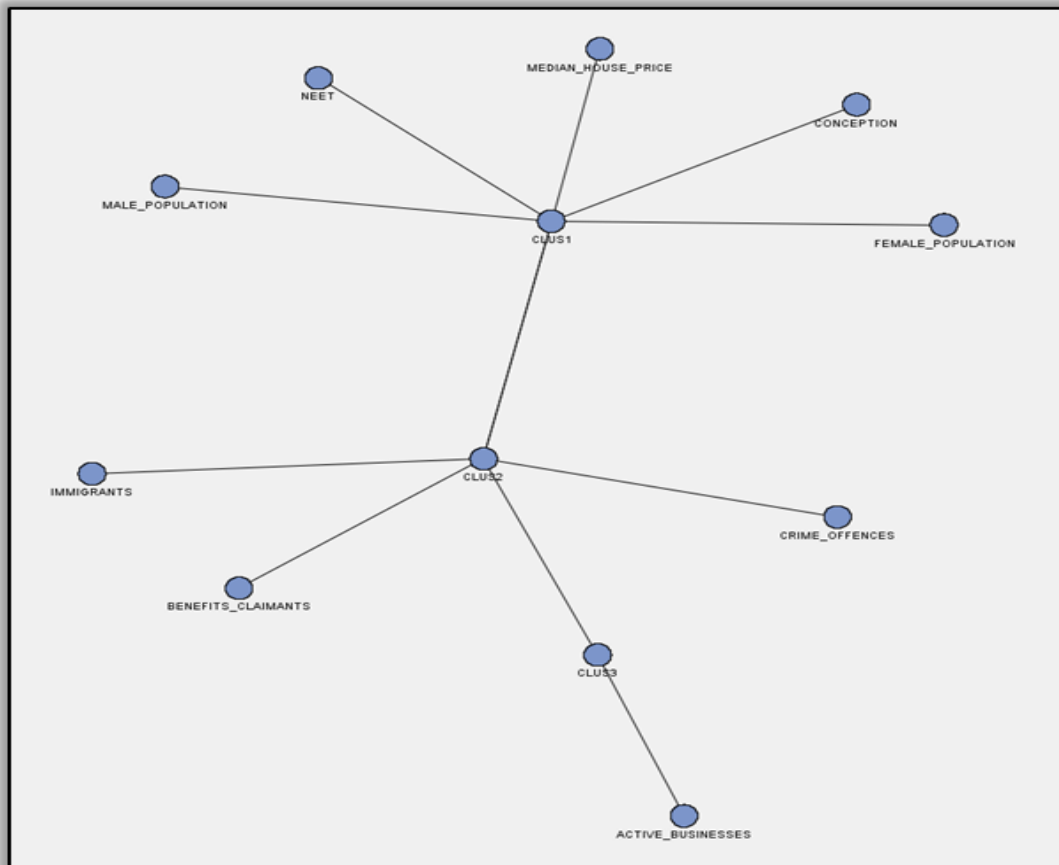 MEDIAN_HOUSE_PRICE
NEET
CONCEPTION
MALE_POPULATION
CLUS1
FEMALE_POPULATION
CLUS2
IMMIGRANTS
CRIME_OFFENCES
BENEFITS_CLAIMANTS
CLUS3
ACTIVE_BUSINESSES